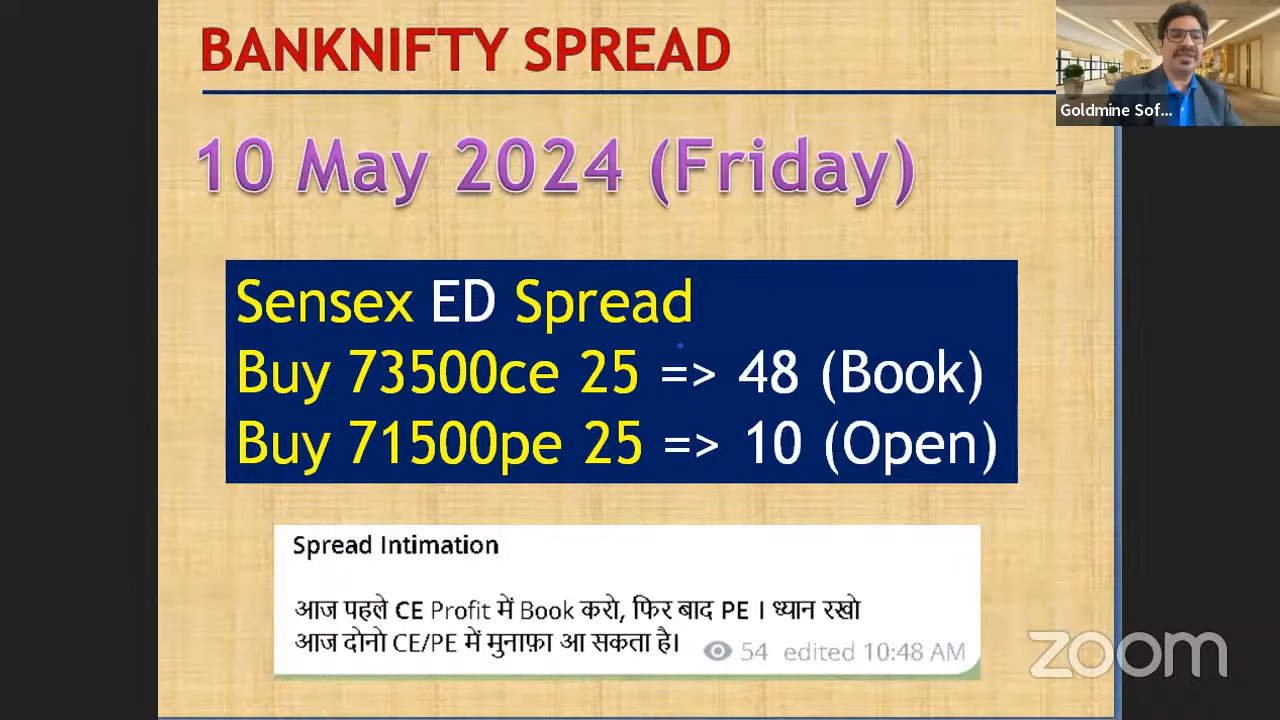 BANKNIFTY SPREAD
Goldmine Sof...
10 May 2024 (Friday)
Sensex ED Spread
Buy 73500ce 25 => 48 (Book)
Buy 71500pe 25 => 10 (Open)
Spread Intimation
आज पहले CE Profit में Book करो, फिर बाद PE । ध्यान रखो
आज दोनो CE/PE में मुनाफ़ा आ सकता है।
54 edited 10:48 AM
zoom